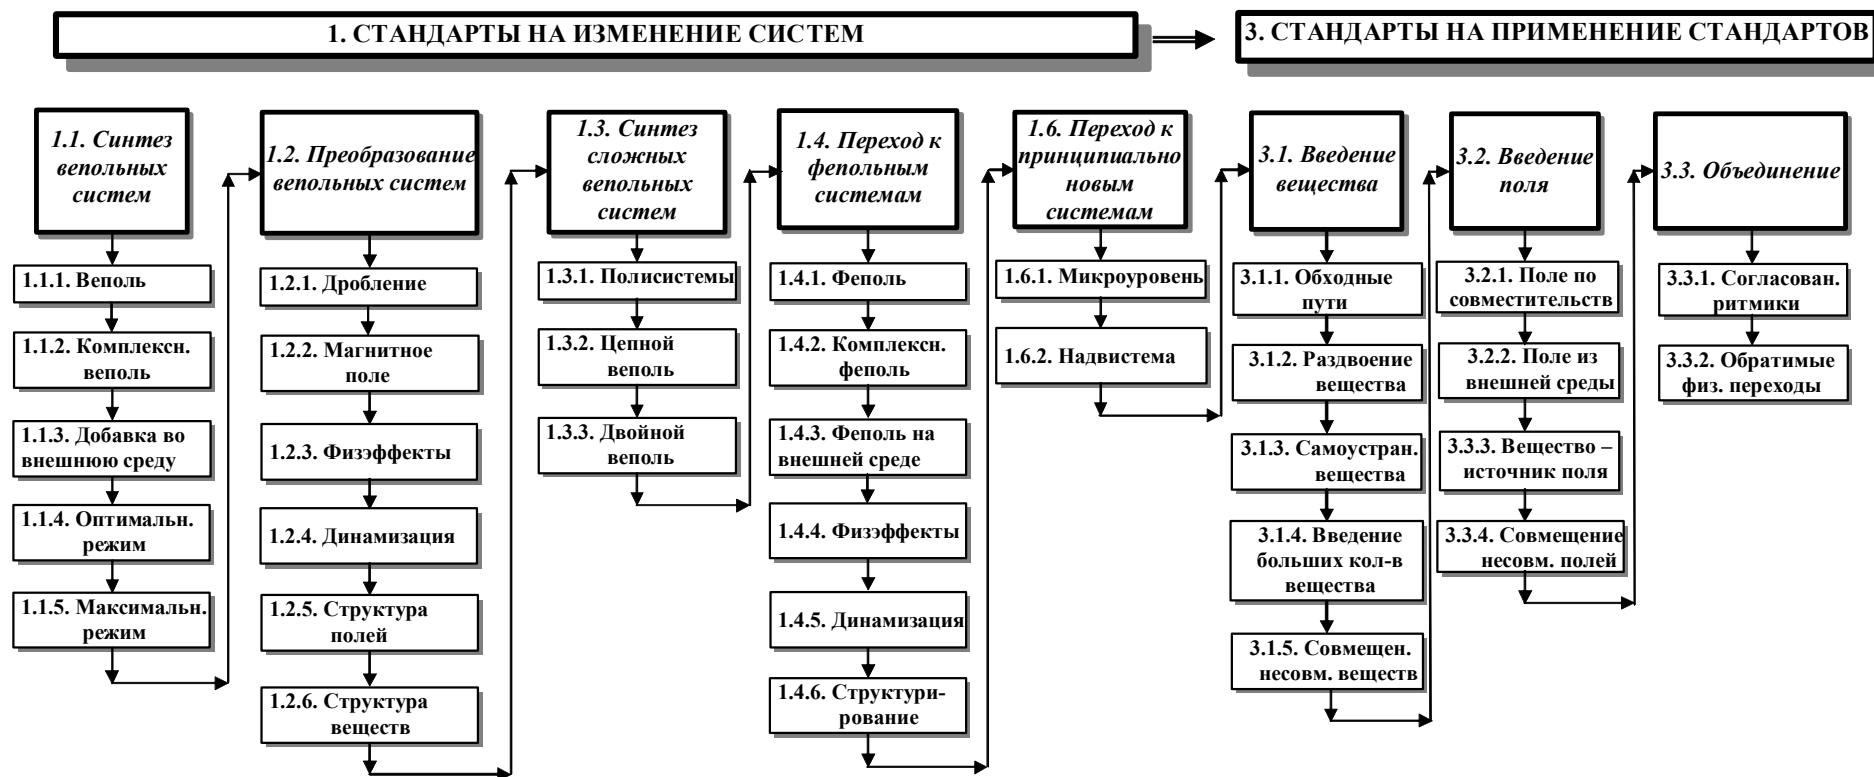 1. СТАНДАРТЫ НА ИЗМЕНЕНИЕ СИСТЕМ
3. СТАНДАРТЫ НА ПРИМЕНЕНИЕ СТАНДАРТОВ
1.1. Синтез
вепольных
систем
1.1.1. Веполь
1.1.2. Комплексн.
веполь
1.1.3. Добавка во
внешнюю среду
1.1.4. Оптимальн.
режим
1.1.5. Максимальн.
режим
1.2. Преобразование
вепольных систем
1.2.1. Дробление
1.2.2. Магнитное
поле
1.2.3. Физэффекты
1.2.4. Динамизация
1.2.5. Структура
полей
1.2.6. Структура
веществ
1.3. Синтез
сложных
вепольных
систем
1.3.1. Полисистемы
1.3.2. Цепной
веполь
1.3.3. Двойной
веполь
1.4. Переход к
фепольным
системам
1.4.1. Феполь
1.4.2. Комплексн.
феполь
1.4.3. Феполь на
внешней среде
1.4.4. Физэффекты
1.4.5. Динамизация
1.4.6. Структури-
рование
1.6. Переход к
принципиально
новым
системам
1.6.1. Микроуровень
1.6.2. Надвистема
3.1. Введение
вещества
3.1.1. Обходные
пути
3.1.2. Раздвоение
вещества
3.1.3. Самоустран.
вещества
3.1.4. Введение
больших кол-в
вещества
3.1.5. Совмещен.
несовм. веществ
3.2. Введение
поля
3.2.1. Поле по
совместительств
3.2.2. Поле из
внешней среды
3.3.3. Вещество –
источник поля
3.3.4. Совмещение
несовм. полей
3.3. Объединение
3.3.1. Согласован.
ритмики
3.3.2. Обратимые
физ. переходы